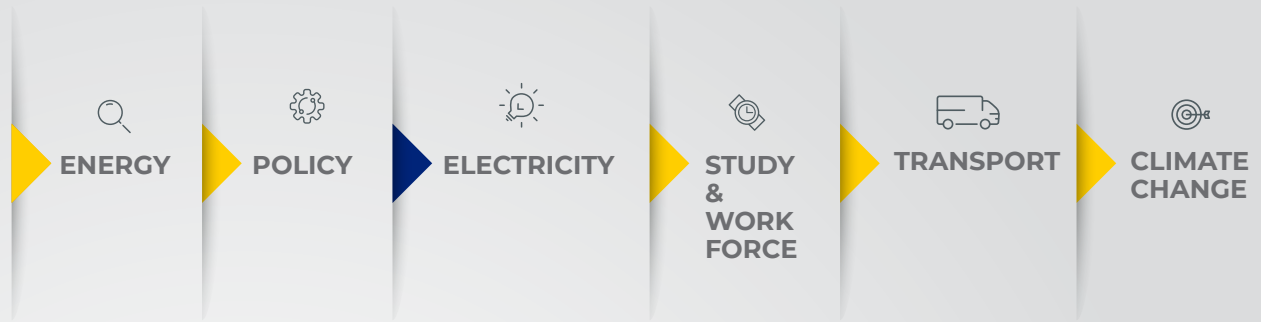 ENERGY
POLICY
ELECTRICITY
STUDY
&
WORK
FORCE
TRANSPORT
CLIMATE
CHANGE